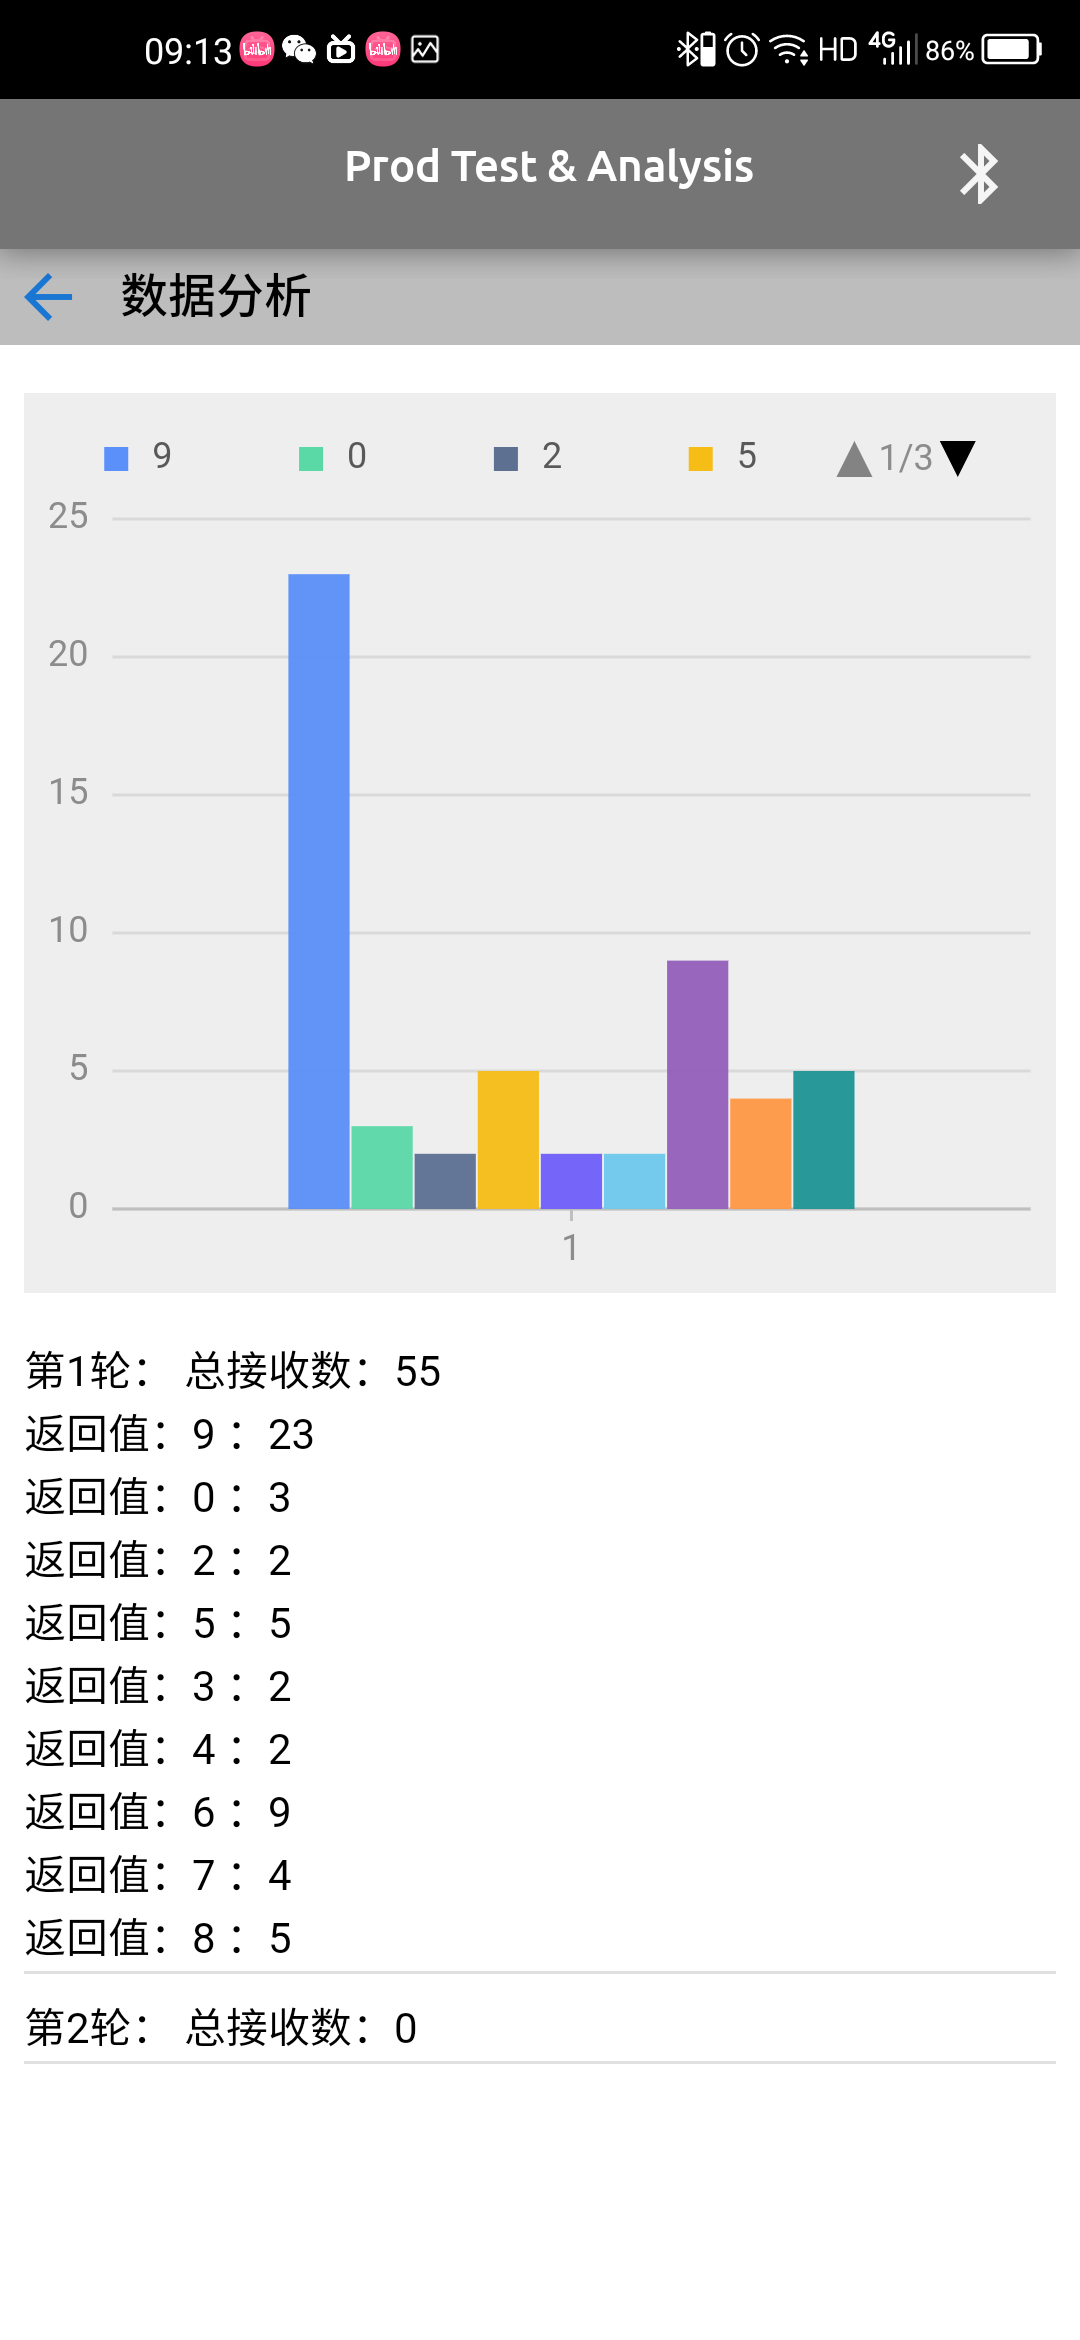 09:13 bilibili bilibili HD 4G 86%
Prod Test & Analysis
数据分析
9 0 2 5 1/3
25
20
15
10
5
0
1
第1轮： 总接收数：55
返回值：9 ：23
返回值：0 ：3
返回值：2 ：2
返回值：5 ：5
返回值：3 ：2
返回值：4 ：2
返回值：6 ：9
返回值：7 ：4
返回值：8 ：5
第2轮： 总接收数：0